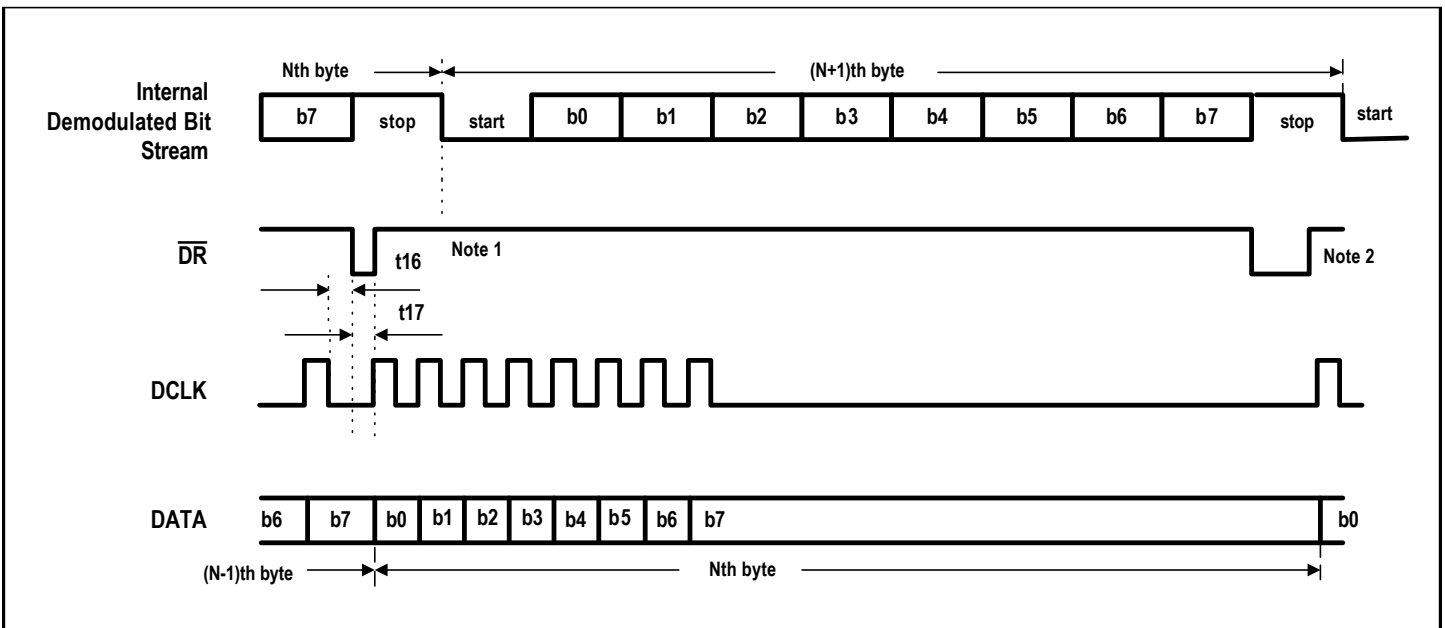 Nth byte (N+1)th byte
Internal
Demodulated Bit
Stream
b7 stop start b0 b1 b2 b3 b4 b5 b6 b7 stop start
DR Note 1 Note 2
t16
t17
DCLK
DATA b6 b7 b0 b1 b2 b3 b4 b5 b6 b7 b0
(N-1)th byte Nth byte